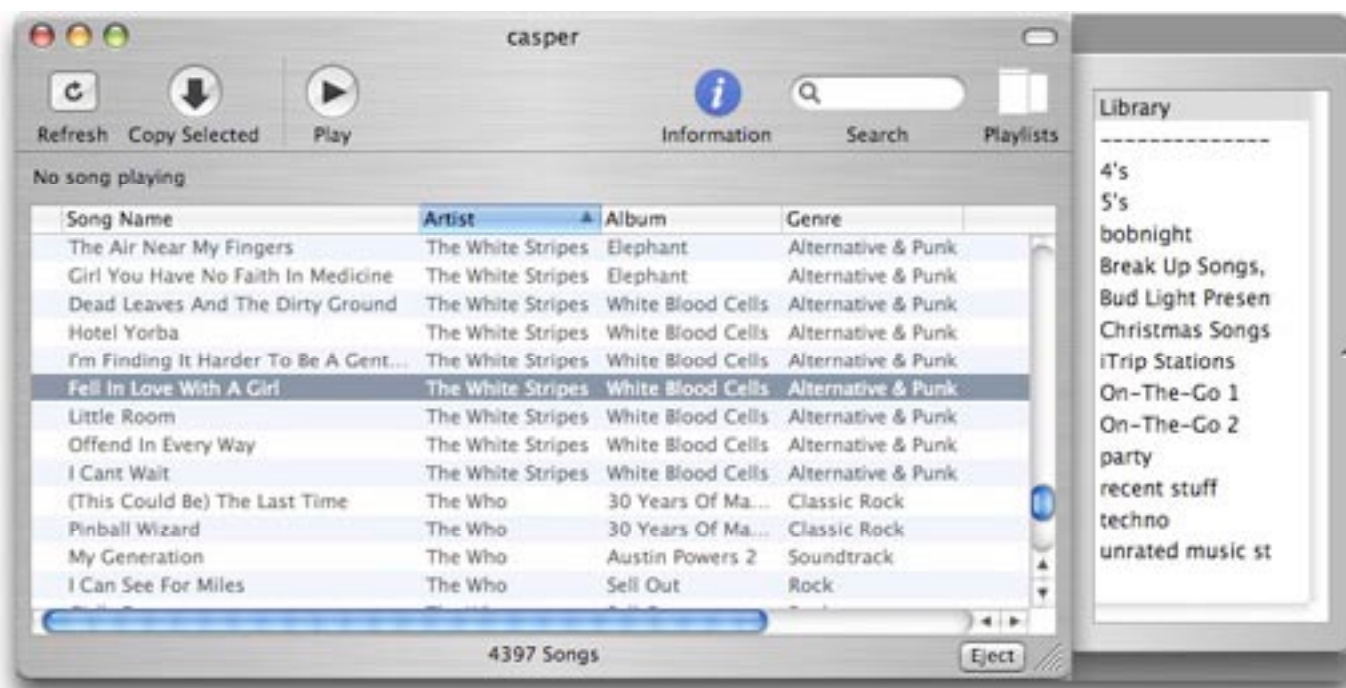 casper
Refresh Copy Selected Play Information Search Playlists
No song playing
Song Name Artist Album Genre
The Air Near My Fingers The White Stripes Elephant Alternative & Punk
Girl You Have No Faith In Medicine The White Stripes Elephant Alternative & Punk
Dead Leaves And The Dirty Ground The White Stripes White Blood Cells Alternative & Punk
Hotel Yorba The White Stripes White Blood Cells Alternative & Punk
I'm Finding It Harder To Be A Gent... The White Stripes White Blood Cells Alternative & Punk
Fell In Love With A Girl The White Stripes White Blood Cells Alternative & Punk
Little Room The White Stripes White Blood Cells Alternative & Punk
Offend In Every Way The White Stripes White Blood Cells Alternative & Punk
I Cant Wait The White Stripes White Blood Cells Alternative & Punk
(This Could Be) The Last Time The Who 30 Years Of Ma... Classic Rock
Pinball Wizard The Who 30 Years Of Ma... Classic Rock
My Generation The Who Austin Powers 2 Soundtrack
I Can See For Miles The Who Sell Out Rock
4397 Songs Eject
Library
--------------
4's
5's
bobnight
Break Up Songs,
Bud Light Presen
Christmas Songs
iTrip Stations
On-The-Go 1
On-The-Go 2
party
recent stuff
techno
unrated music st